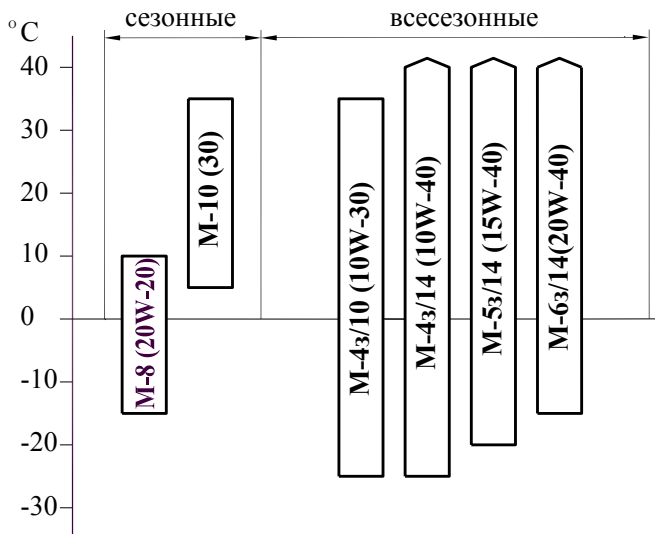 сезонные
всесезонные
°C
40
30
20
10
0
-10
-20
-30
М-8 (20W-20)
М-10 (30)
М-4з/10 (10W-30)
М-4з/14 (10W-40)
М-5з/14 (15W-40)
М-6з/14(20W-40)